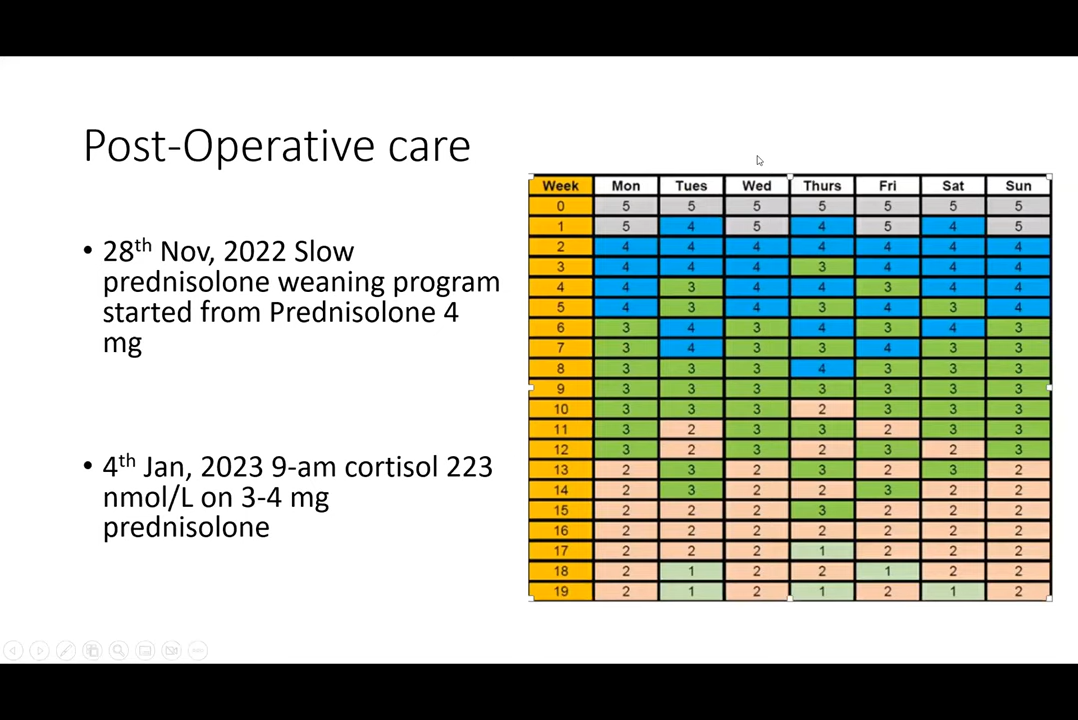 Post-Operative care
• 28th Nov, 2022 Slow
prednisolone weaning program
started from Prednisolone 4
mg
• 4th Jan, 2023 9-am cortisol 223
nmol/L on 3-4 mg
prednisolone
Week Mon Tues Wed Thurs Fri Sat Sun
0 5 5 5 5 5 5 5
1 5 4 5 4 5 4 5
2 4 4 4 4 4 4 4
3 4 4 4 3 4 4 4
4 4 3 4 4 3 4 4
5 4 3 4 3 4 3 4
6 3 4 3 4 3 4 3
7 3 4 3 3 4 3 3
8 3 3 3 4 3 3 3
9 3 3 3 3 3 3 3
10 3 3 3 2 3 3 3
11 3 2 3 3 2 3 3
12 3 2 3 2 3 2 3
13 2 3 2 3 2 3 2
14 2 3 2 2 3 2 2
15 2 2 2 3 2 2 2
16 2 2 2 2 2 2 2
17 2 2 2 1 2 2 2
18 2 1 2 2 1 2 2
19 2 1 2 1 2 1 2